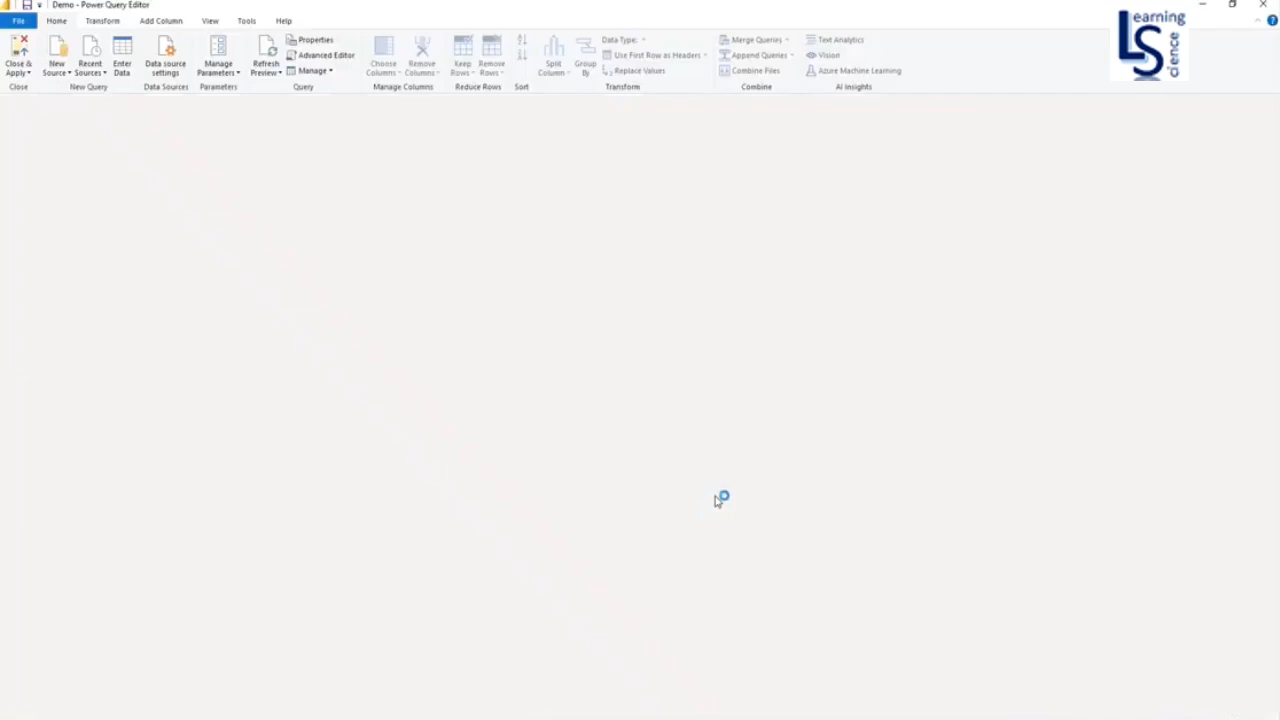 Demo - Power Query Editor
File Home Transform Add Column View Tools Help
Close & Apply
New Source
Recent Sources
Enter Data
Data source settings
Manage Parameters
Refresh Preview
Properties
Advanced Editor
Manage
Choose Columns
Remove Columns
Keep Rows
Remove Rows
Split Column
Group By
Data Type:
Use First Row as Headers
Replace Values
Merge Queries
Append Queries
Combine Files
Text Analytics
Vision
Azure Machine Learning
Close New Query Data Sources Parameters Query Manage Columns Reduce Rows Sort Transform Combine AI Insights
Learning
Science